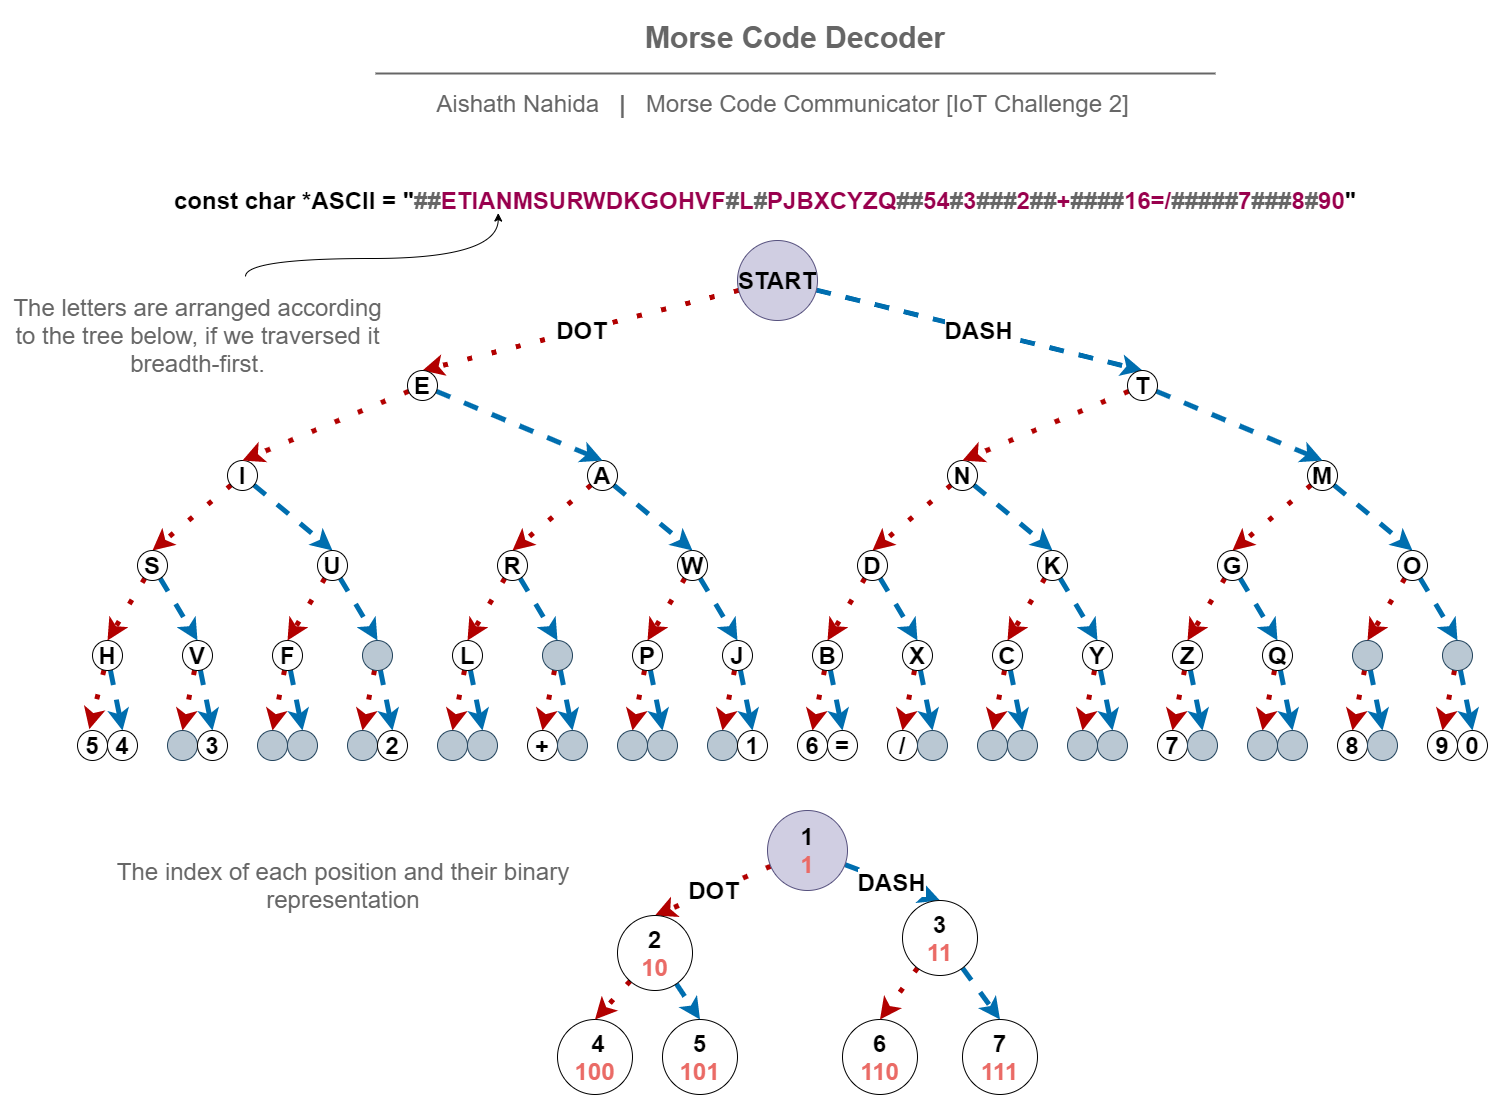 Morse Code Decoder
Aishath Nahida | Morse Code Communicator [IoT Challenge 2]
const char *ASCII = "##ETIANMSURWDKGOHVF#L#PJBXCYZQ##54#3###2##+####16=/#####7###8#90"
START
The letters are arranged according
to the tree below, if we traversed it
breadth-first.
DOT
DASH
E T
I A N M
S U R W D K G O
H V F L P J B X C Y Z Q
5 4 3 2 + 1 6 = / 7 8 9 0
The index of each position and their binary
representation
1
1
DOT
DASH
2
10
3
11
4
100
5
101
6
110
7
111